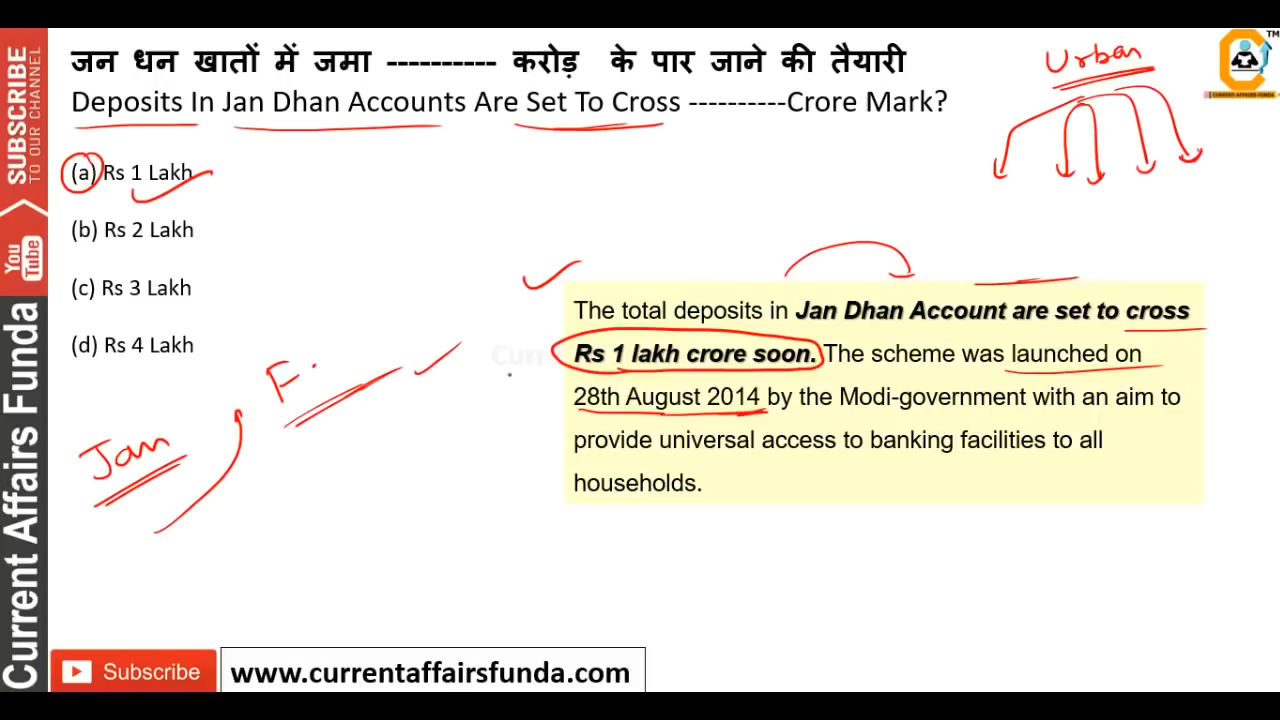 जन धन खातों में जमा ---------- करोड़ के पार जाने की तैयारी
Deposits In Jan Dhan Accounts Are Set To Cross ----------Crore Mark?
Urban
TM
CURRENT-AFFAIRS-FUNDA
(a) Rs 1 Lakh
(b) Rs 2 Lakh
(c) Rs 3 Lakh
(d) Rs 4 Lakh
The total deposits in Jan Dhan Account are set to cross
Rs 1 lakh crore soon. The scheme was launched on
28th August 2014 by the Modi-government with an aim to
provide universal access to banking facilities to all
households.
F.
Jan
SUBSCRIBE
TO OUR CHANNEL
You
Tube
Current Affairs Funda
Subscribe
www.currentaffairsfunda.com